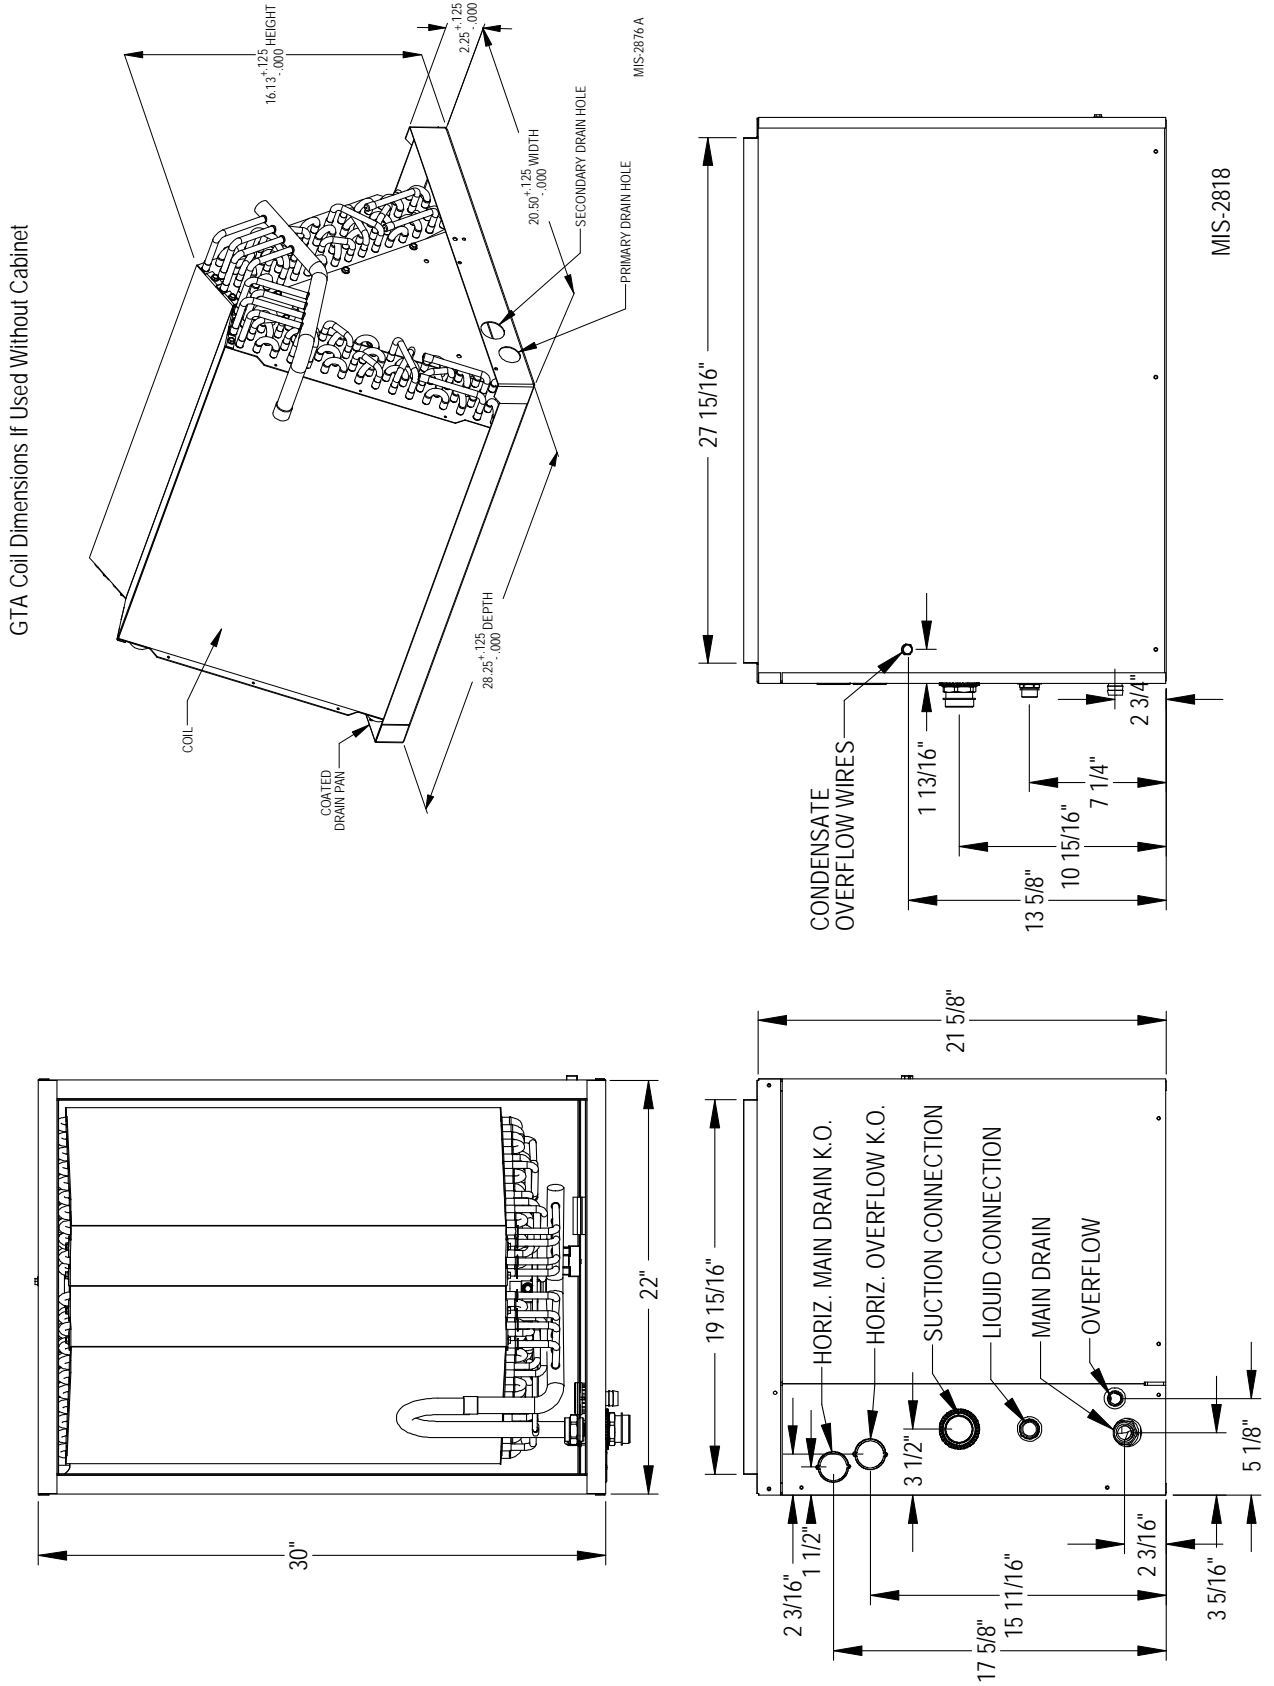 GTA Coil Dimensions If Used Without Cabinet
16.13 +.125 -.000 HEIGHT
2.25 +.125 -.000
MIS-2876 A
20.50 +.125 -.000 WIDTH
SECONDARY DRAIN HOLE
PRIMARY DRAIN HOLE
28.25 +.125 -.000 DEPTH
COIL
COATED
DRAIN PAN
30"
22"
27 15/16"
CONDENSATE
OVERFLOW WIRES
1 13/16"
2 3/4"
7 1/4"
10 15/16"
13 5/8"
MIS-2818
21 5/8"
19 15/16"
HORIZ. MAIN DRAIN K.O.
HORIZ. OVERFLOW K.O.
SUCTION CONNECTION
LIQUID CONNECTION
MAIN DRAIN
OVERFLOW
2 3/16"
1 1/2"
3 1/2"
17 5/8"
15 11/16"
2 3/16"
3 5/16"
5 1/8"